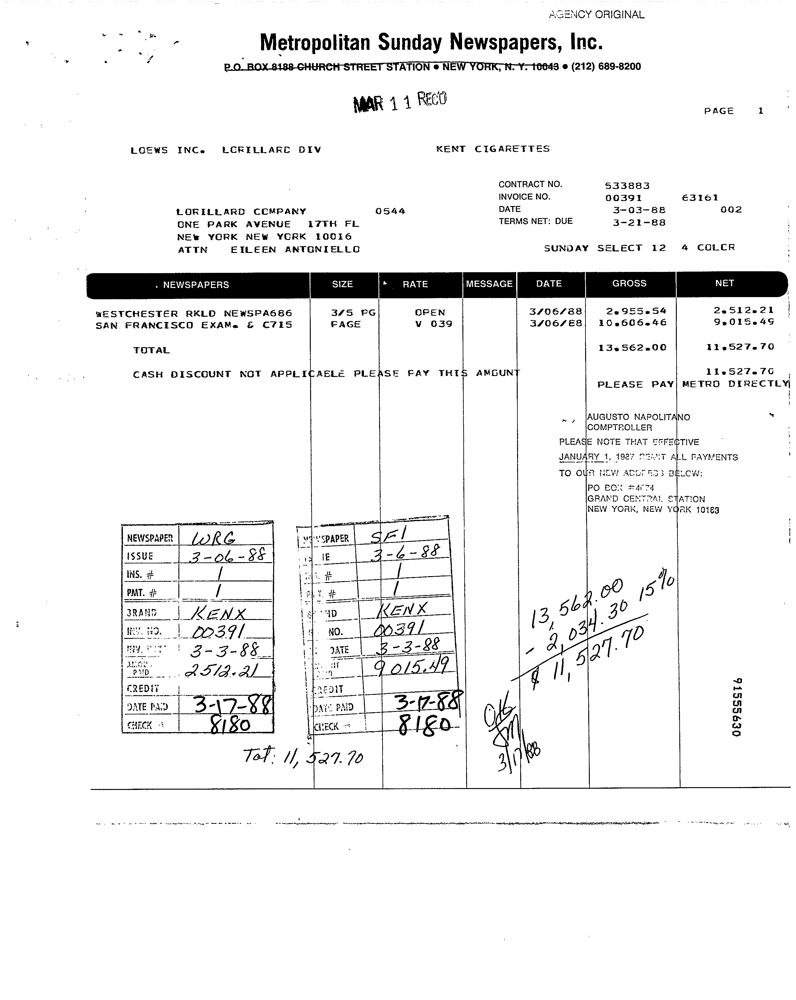 AGENCY ORIGINAL
Metropolitan Sunday Newspapers, Inc.
P.O. BOX 8188 CHURCH STREET STATION • NEW YORK, N. Y. 10043 • (212) 689-8200
MAR 11 REC'D
PAGE 1
LOEWS INC. LORILLARD DIV KENT CIGARETTES
CONTRACT NO. 533883
INVOICE NO. 00391 63161
DATE 3-03-88 002
TERMS NET: DUE 3-21-88
LORILLARD COMPANY 0544
ONE PARK AVENUE 17TH FL
NEW YORK NEW YORK 10016
ATTN EILEEN ANTONIELLO
SUNDAY SELECT 12 4 COLOR
NEWSPAPERS SIZE RATE MESSAGE DATE GROSS NET
WESTCHESTER RKLD NEWSPA686 3/5 PG OPEN 3/06/88 2.955.54 2.512.21
SAN FRANCISCO EXAM. & C715 PAGE V 039 3/06/88 10.606.46 9.015.49
TOTAL 13.562.00 11.527.70
CASH DISCOUNT NOT APPLICABLE PLEASE PAY THIS AMOUNT 11.527.70
PLEASE PAY METRO DIRECTLY
AUGUSTO NAPOLITANO
COMPTROLLER
PLEASE NOTE THAT EFFECTIVE
JANUARY 1, 1987 REMIT ALL PAYMENTS
TO OUR NEW ADDRESS BELOW:
PO BOX #4674
GRAND CENTRAL STATION
NEW YORK, NEW YORK 10163
NEWSPAPER WRG
ISSUE 3-06-88
INS. # 1
PMT. # 1
BRAND KENX
INV. NO. 00391
INV. DATE 3-3-88
AMOUNT PAID 2512.21
CREDIT
DATE PAID 3-17-88
CHECK # 8180
NEWSPAPER SFI
ISSUE 3-6-88
INS. # 1
PMT. # 1
BRAND KENX
INV. NO. 00391
INV. DATE 3-3-88
AMOUNT PAID 9015.49
CREDIT
DATE PAID 3-17-88
CHECK # 8180
13,562.00
- 2,034.30 15%
$ 11,527.70
3/17/88
Tot: 11,527.70
91555630